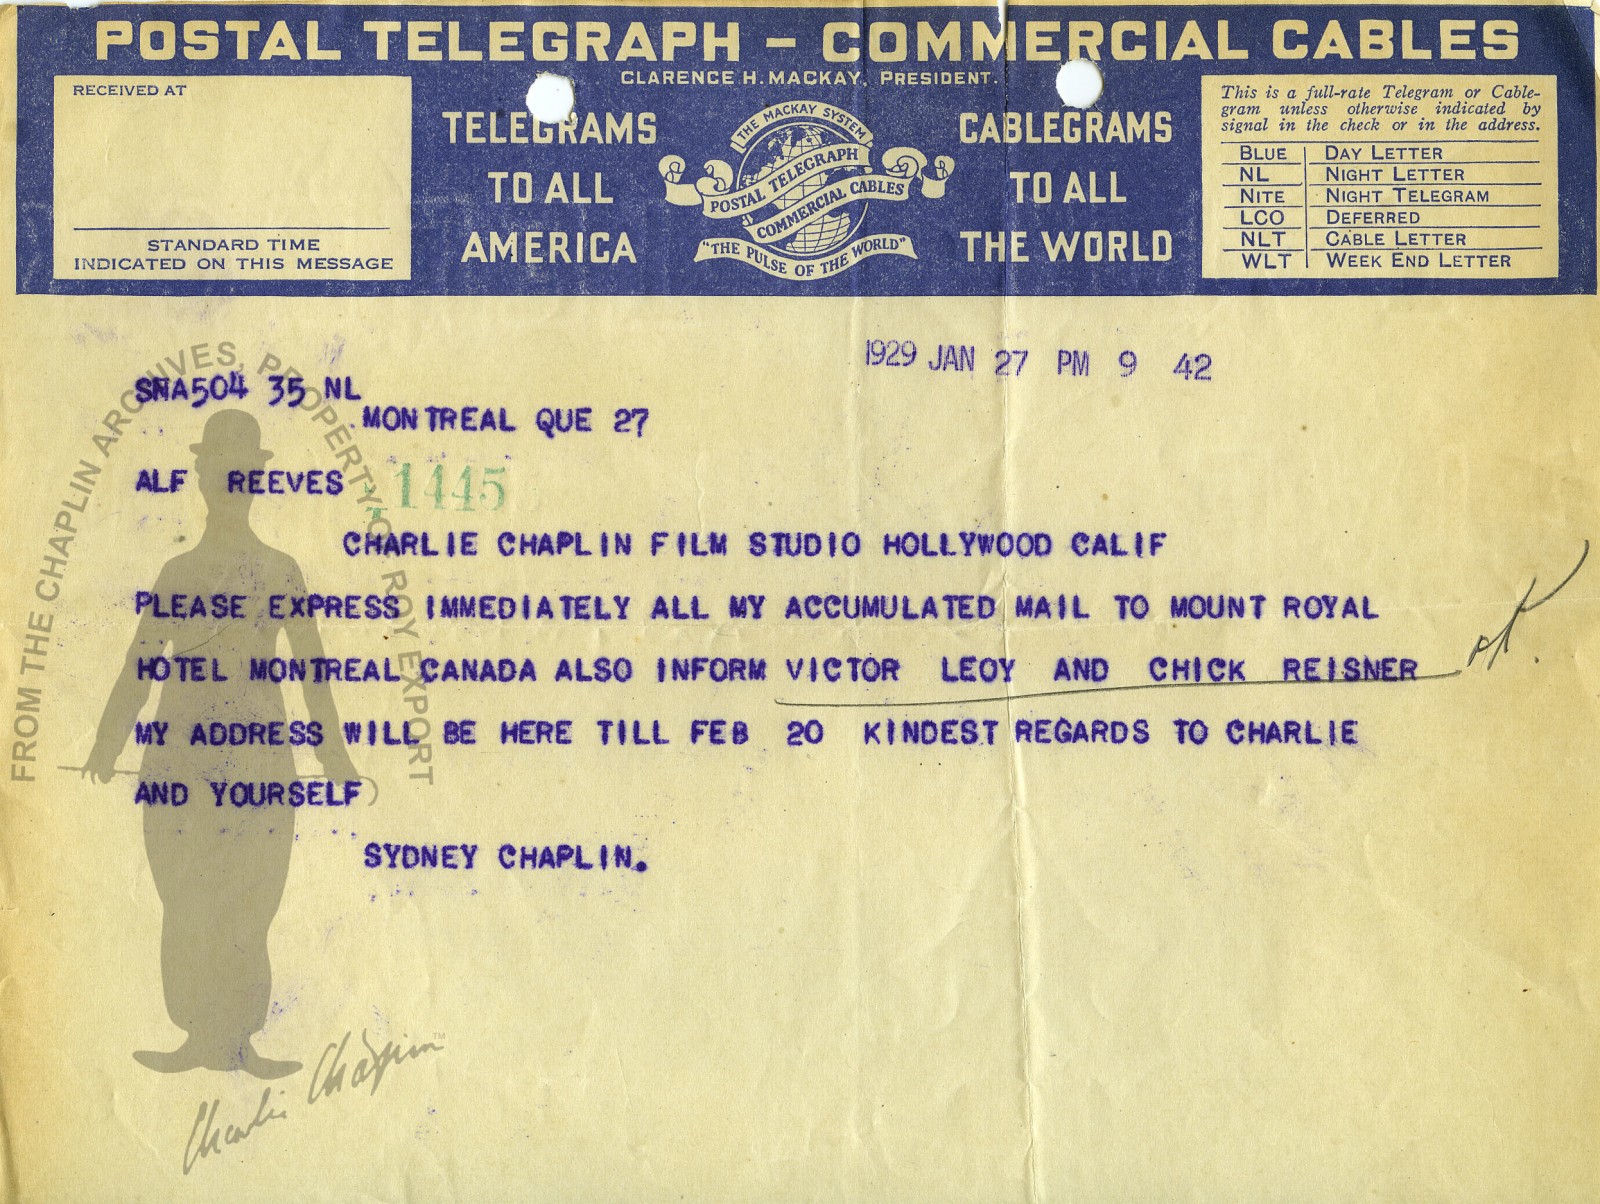 POSTAL TELEGRAPH - COMMERCIAL CABLES
CLARENCE H. MACKAY, PRESIDENT.
RECEIVED AT
STANDARD TIME
INDICATED ON THIS MESSAGE
TELEGRAMS
TO ALL
AMERICA
THE MACKAY SYSTEM
POSTAL TELEGRAPH
COMMERCIAL CABLES
"THE PULSE OF THE WORLD"
CABLEGRAMS
TO ALL
THE WORLD
This is a full-rate Telegram or Cable-
gram unless otherwise indicated by
signal in the check or in the address.
BLUE DAY LETTER
NL NIGHT LETTER
NITE NIGHT TELEGRAM
LCO DEFERRED
NLT CABLE LETTER
WLT WEEK END LETTER
1929 JAN 27 PM 9 42
SNA504 35 NL
MONTREAL QUE 27
ALF REEVES
1445
CHARLIE CHAPLIN FILM STUDIO HOLLYWOOD CALIF
PLEASE EXPRESS IMMEDIATELY ALL MY ACCUMULATED MAIL TO MOUNT ROYAL
HOTEL MONTREAL CANADA ALSO INFORM VICTOR LEOY AND CHICK REISNER
MY ADDRESS WILL BE HERE TILL FEB 20 KINDEST REGARDS TO CHARLIE
AND YOURSELF
SYDNEY CHAPLIN.
FROM THE CHAPLIN ARCHIVES, PROPERTY OF ROY EXPORT
Charlie Chaplin™